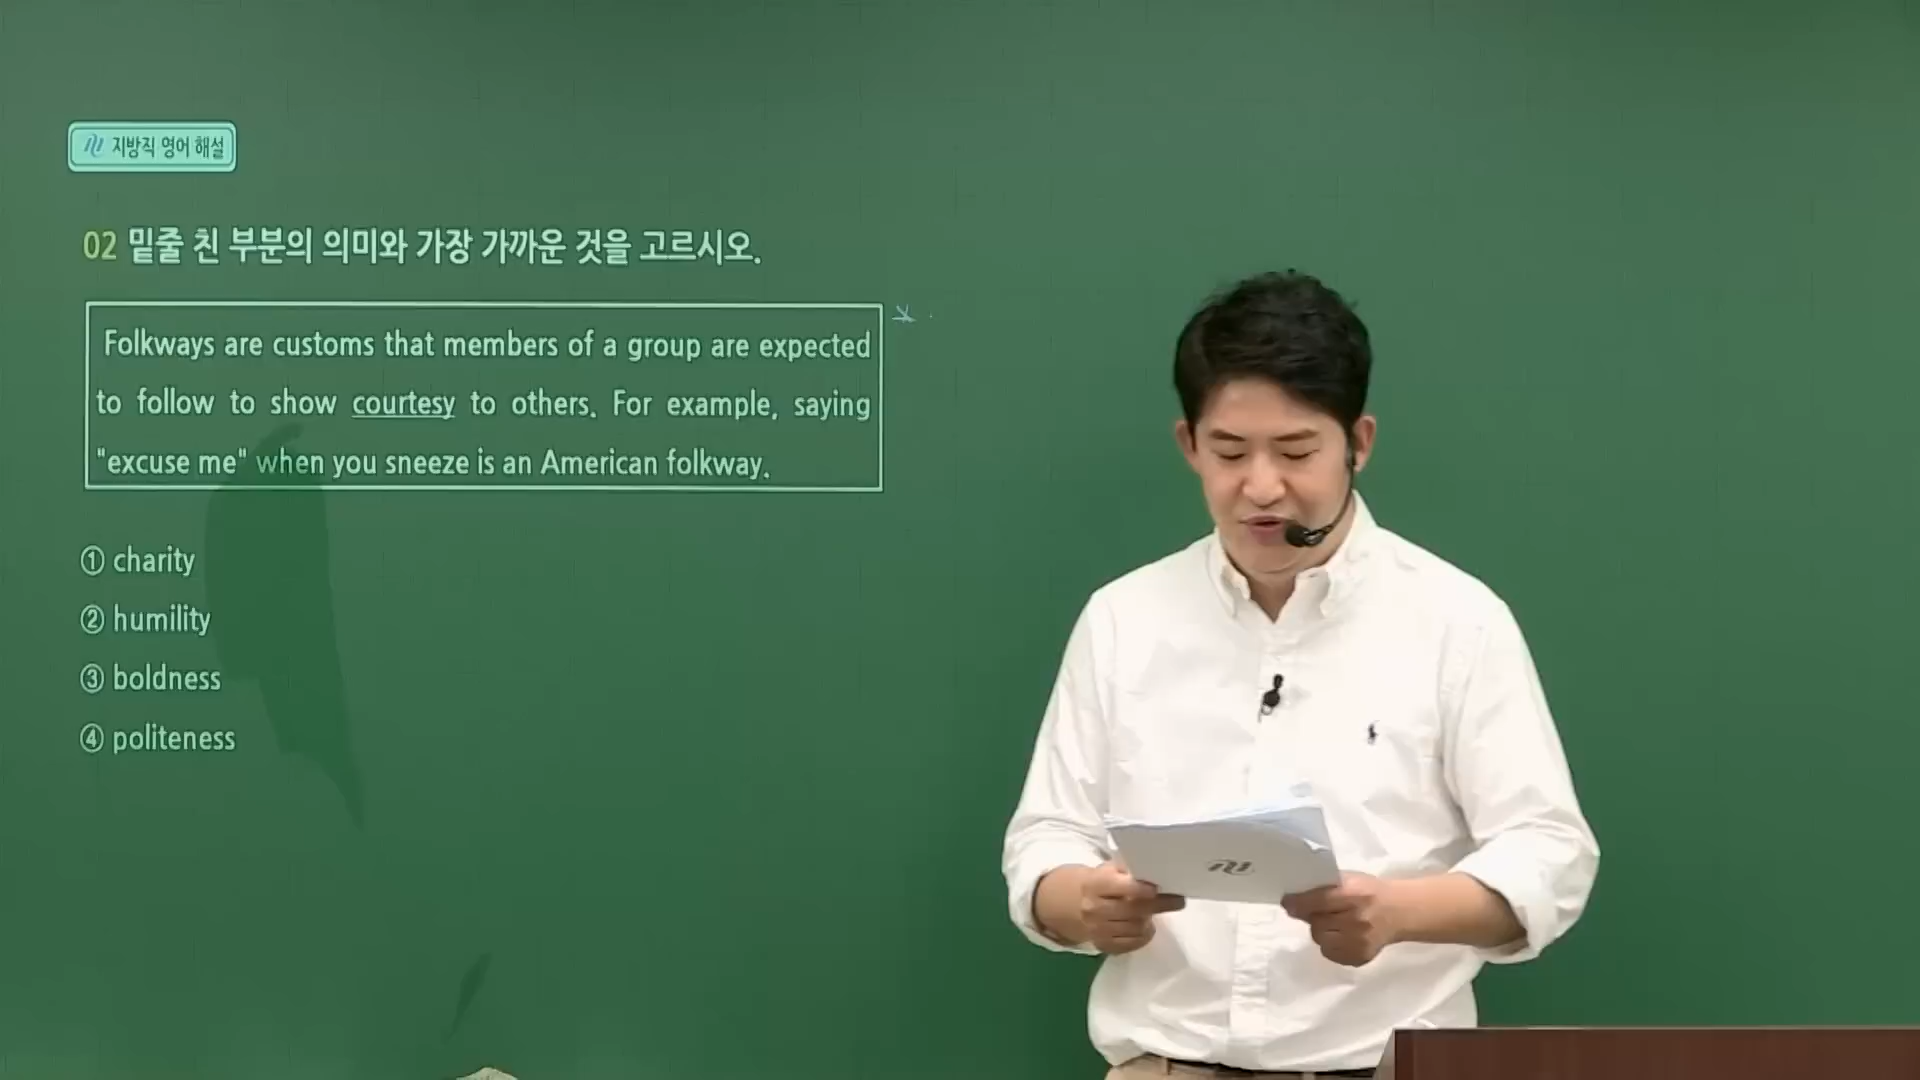 지방직 영어 해설
02 밑줄 친 부분의 의미와 가장 가까운 것을 고르시오.
Folkways are customs that members of a group are expected
to follow to show courtesy to others. For example, saying
"excuse me" when you sneeze is an American folkway.
① charity
② humility
③ boldness
④ politeness